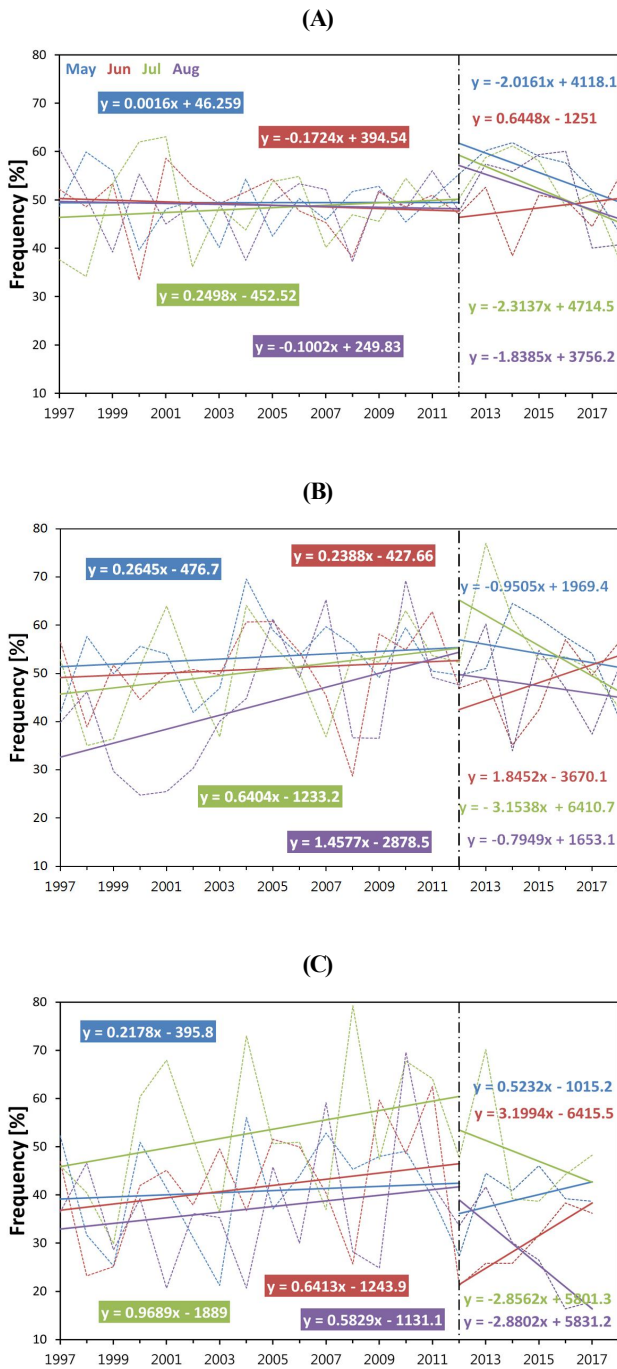 (A)
80
70
60
50
40
30
20
10
Frequency [%]
May Jun Jul Aug
y = 0.0016x + 46.259
y = -0.1724x + 394.54
y = 0.2498x - 452.52
y = -0.1002x + 249.83
y = -2.0161x + 4118.1
y = 0.6448x - 1251
y = -2.3137x + 4714.5
y = -1.8385x + 3756.2
1997 1999 2001 2003 2005 2007 2009 2011 2013 2015 2017
(B)
80
70
60
50
40
30
20
10
Frequency [%]
y = 0.2645x - 476.7
y = 0.2388x - 427.66
y = 0.6404x - 1233.2
y = 1.4577x - 2878.5
y = -0.9505x + 1969.4
y = 1.8452x - 3670.1
y = - 3.1538x + 6410.7
y = -0.7949x + 1653.1
1997 1999 2001 2003 2005 2007 2009 2011 2013 2015 2017
(C)
80
70
60
50
40
30
20
10
Frequency [%]
y = 0.2178x - 395.8
y = 0.6413x - 1243.9
y = 0.9689x - 1889
y = 0.5829x - 1131.1
y = 0.5232x - 1015.2
y = 3.1994x - 6415.5
y = -2.8562x + 5801.3
y = -2.8802x + 5831.2
1997 1999 2001 2003 2005 2007 2009 2011 2013 2015 2017